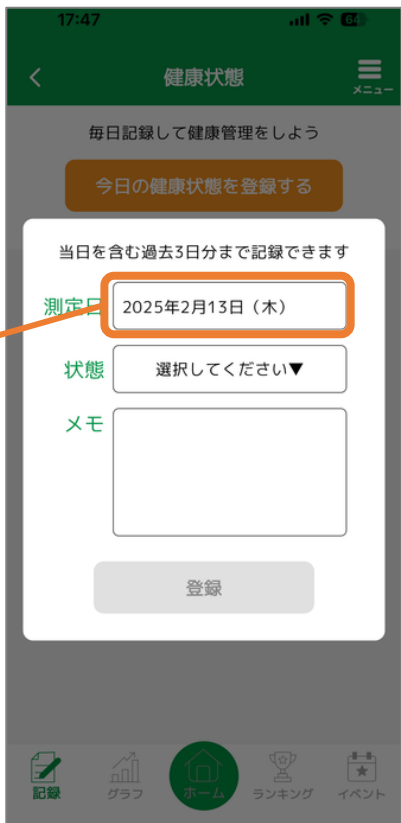 17:47
64
健康状態
メニュー
毎日記録して健康管理をしよう
今日の健康状態を登録する
当日を含む過去3日分まで記録できます
測定日
2025年2月13日（木）
状態
選択してください▼
メモ
登録
記録
グラフ
ホーム
ランキング
イベント